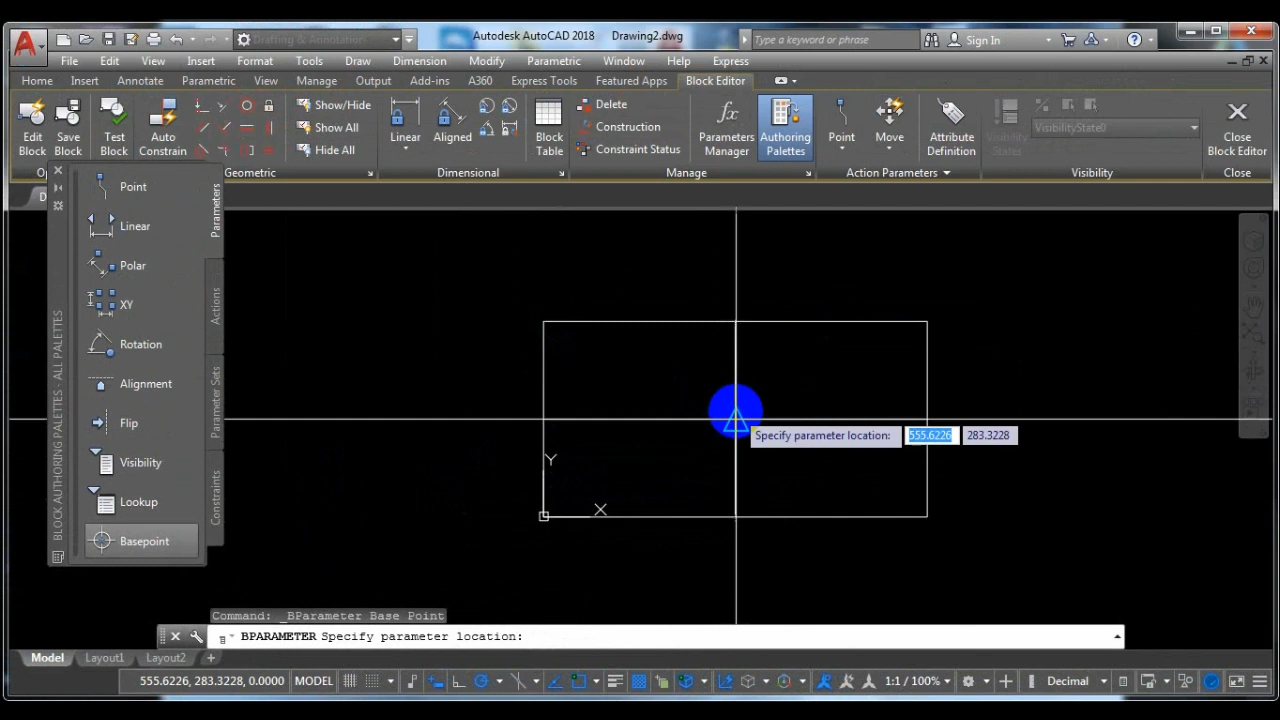 Autodesk AutoCAD 2018 Drawing2.dwg
Drafting & Annotation
Type a keyword or phrase
Sign In
File Edit View Insert Format Tools Draw Dimension Modify Parametric Window Help Express
Home Insert Annotate Parametric View Manage Output Add-ins A360 Express Tools Featured Apps Block Editor
Edit Block
Save Block
Test Block
Auto Constrain
Show/Hide
Show All
Hide All
Linear
Aligned
Block Table
Delete
Construction
Constraint Status
Parameters Manager
Authoring Palettes
Point
Move
Attribute Definition
Visibility States
VisibilityState0
Close Block Editor
Geometric
Dimensional
Manage
Action Parameters
Visibility
Close
Point
Linear
Polar
XY
Rotation
Alignment
Flip
Visibility
Lookup
Basepoint
Parameters
Actions
Parameter Sets
Constraints
BLOCK AUTHORING PALETTES - ALL PALETTES
Specify parameter location: 555.6226 283.3228
Y
X
Command: _BParameter Base Point
BPARAMETER Specify parameter location:
Model Layout1 Layout2 +
555.6226, 283.3228, 0.0000 MODEL 1:1 / 100% Decimal